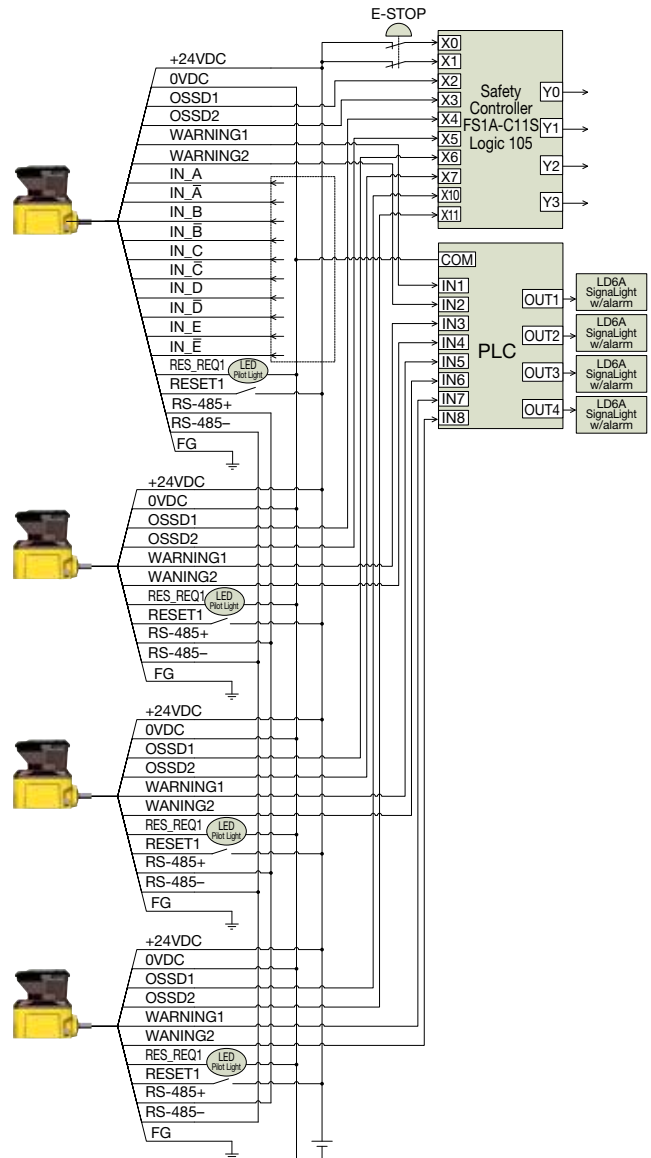 E-STOP
+24VDC
0VDC
OSSD1
OSSD2
WARNING1
WARNING2
IN_A
IN_A̅
IN_B
IN_B̅
IN_C
IN_C̅
IN_D
IN_D̅
IN_E
IN_E̅
RES_REQ1
LED
Pilot Light
RESET1
RS-485+
RS-485–
FG
X0
X1
X2
X3
X4
X5
X6
X7
X10
X11
Safety
Controller
FS1A-C11S
Logic 105
Y0
Y1
Y2
Y3
COM
IN1
IN2
IN3
IN4
IN5
IN6
IN7
IN8
PLC
OUT1
OUT2
OUT3
OUT4
LD6A
SignaLight
w/alarm
LD6A
SignaLight
w/alarm
LD6A
SignaLight
w/alarm
LD6A
SignaLight
w/alarm
+24VDC
0VDC
OSSD1
OSSD2
WARNING1
WANING2
RES_REQ1
LED
Pilot Light
RESET1
RS-485+
RS-485–
FG
+24VDC
0VDC
OSSD1
OSSD2
WARNING1
WANING2
RES_REQ1
LED
Pilot Light
RESET1
RS-485+
RS-485–
FG
+24VDC
0VDC
OSSD1
OSSD2
WARNING1
WANING2
RES_REQ1
LED
Pilot Light
RESET1
RS-485+
RS-485–
FG